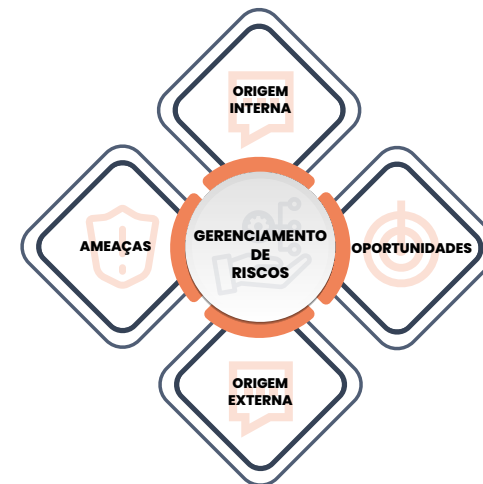 ORIGEM
INTERNA
AMEAÇAS
GERENCIAMENTO
DE
RISCOS
OPORTUNIDADES
ORIGEM
EXTERNA